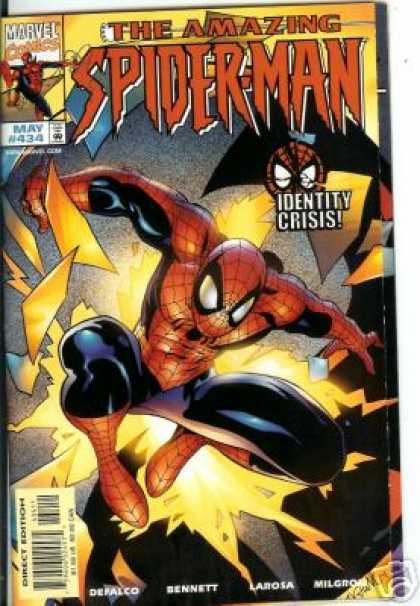 MARVEL
COMICS
THE AMAZING
SPIDER-MAN
MAY
#434
IDENTITY
CRISIS!
DIRECT EDITION
DEFALCO BENNETT LAROSA MILGROM